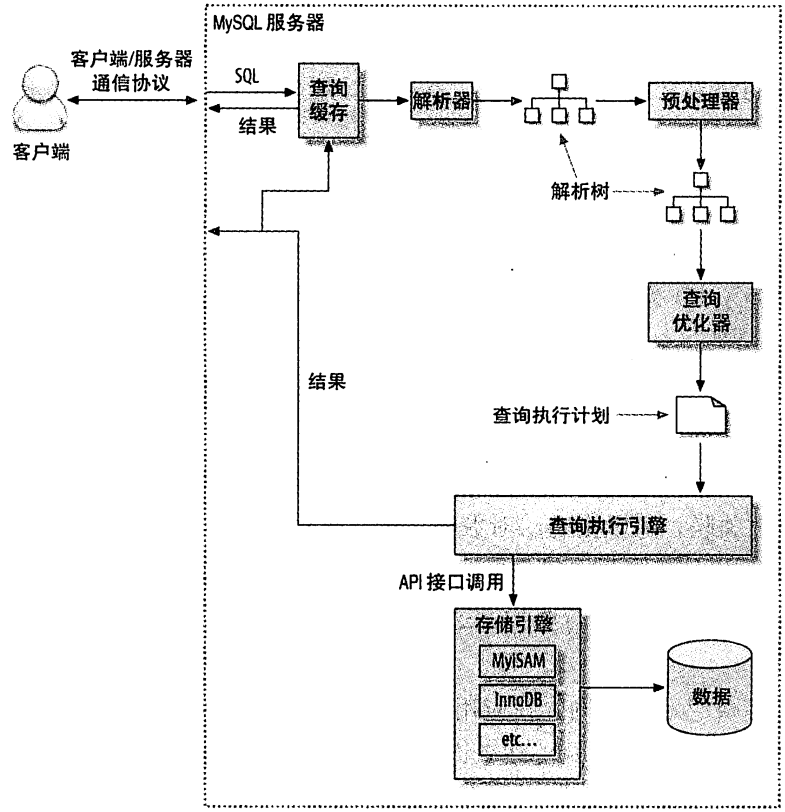 MySQL 服务器
客户端/服务器
通信协议
客户端
SQL
结果
查询
缓存
解析器
预处理器
解析树
查询
优化器
结果
查询执行计划
查询执行引擎
API 接口调用
存储引擎
MyISAM
InnoDB
etc...
数据